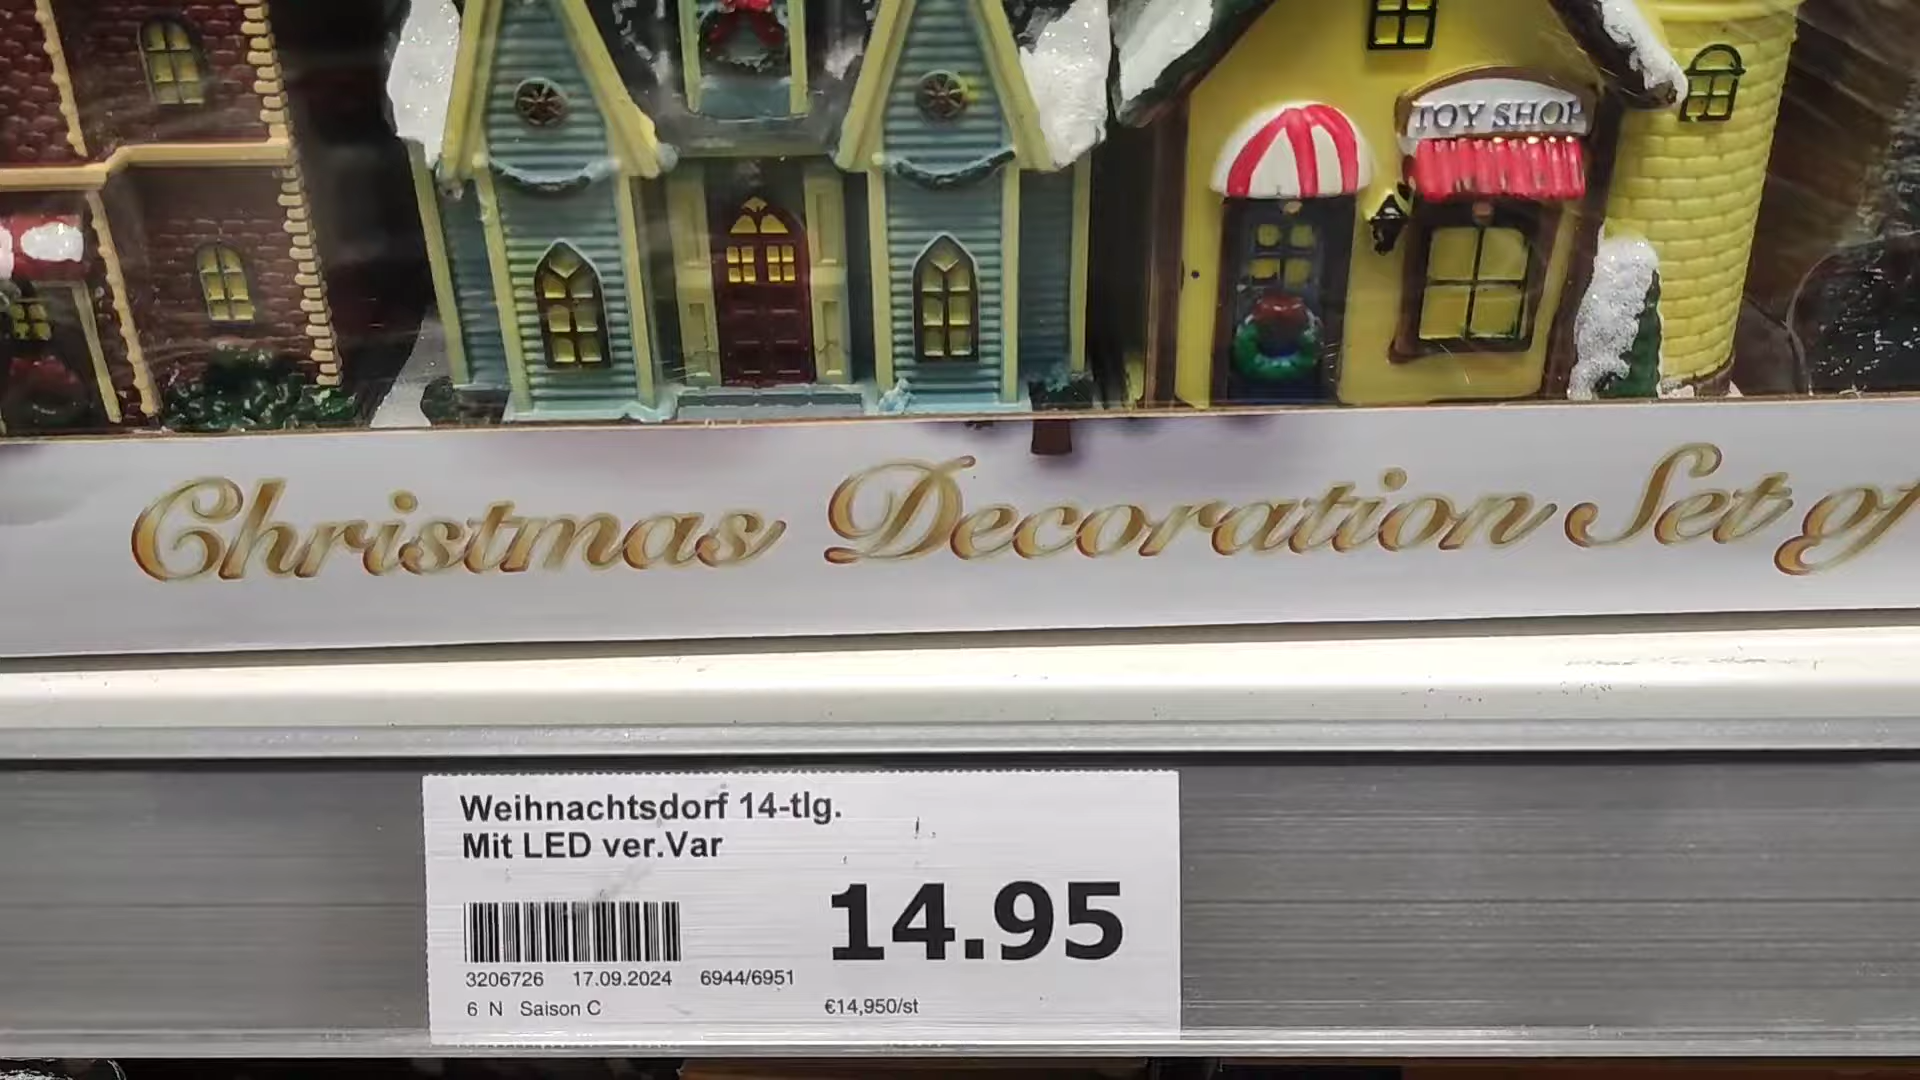 TOY SHOP
Christmas Decoration Set of
Weihnachtsdorf 14-tlg.
Mit LED ver.Var
14.95
3206726 17.09.2024 6944/6951
6 N Saison C €14,950/st